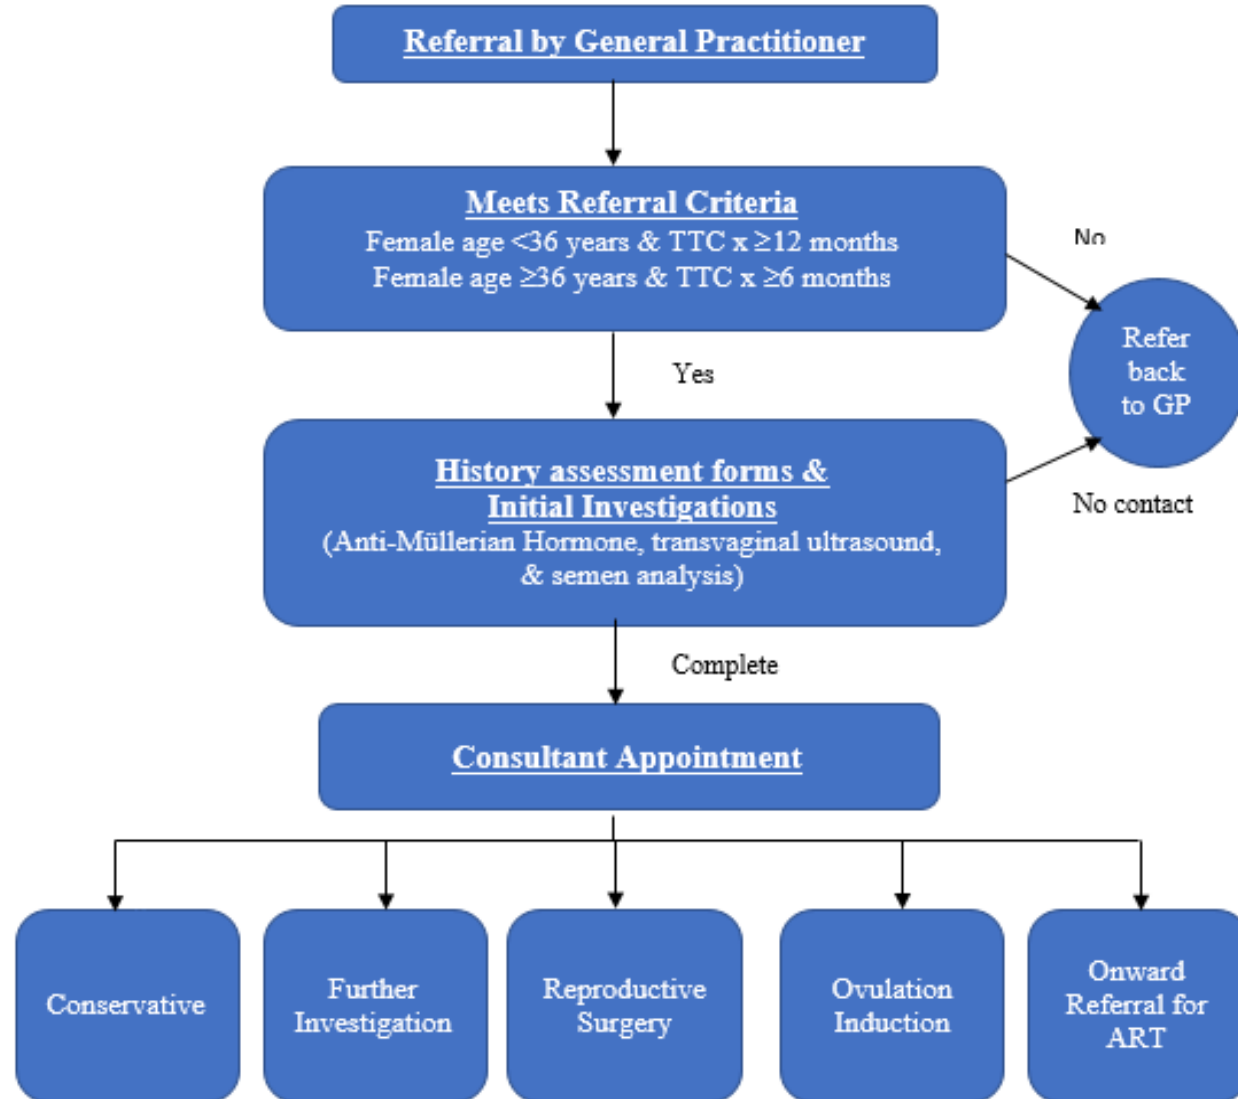 Referral by General Practitioner
Meets Referral Criteria
Female age <36 years & TTC x ≥12 months
Female age ≥36 years & TTC x ≥6 months
No
Refer
back
to GP
Yes
History assessment forms &
Initial Investigations
(Anti-Müllerian Hormone, transvaginal ultrasound,
& semen analysis)
No contact
Complete
Consultant Appointment
Conservative
Further
Investigation
Reproductive
Surgery
Ovulation
Induction
Onward
Referral for
ART